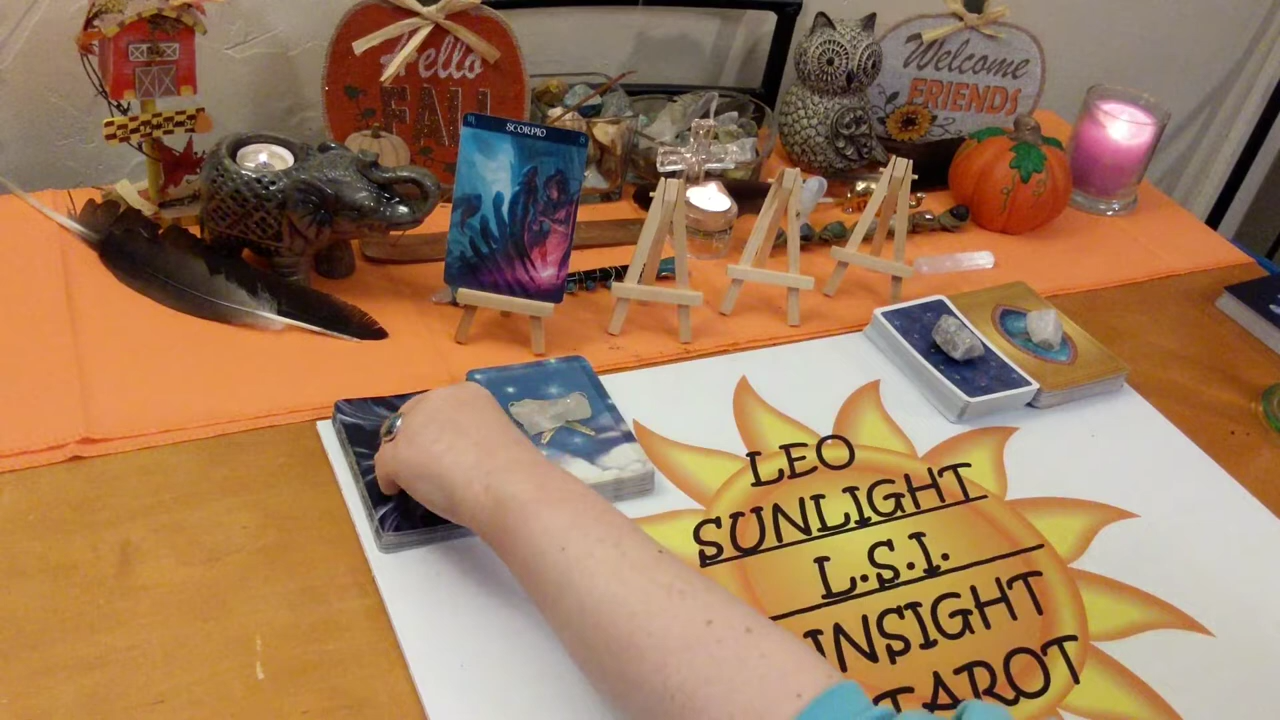 Hello
FALL
Welcome
FRIENDS
SCORPIO
LEO
SUNLIGHT
L.S.I.
INSIGHT
TAROT